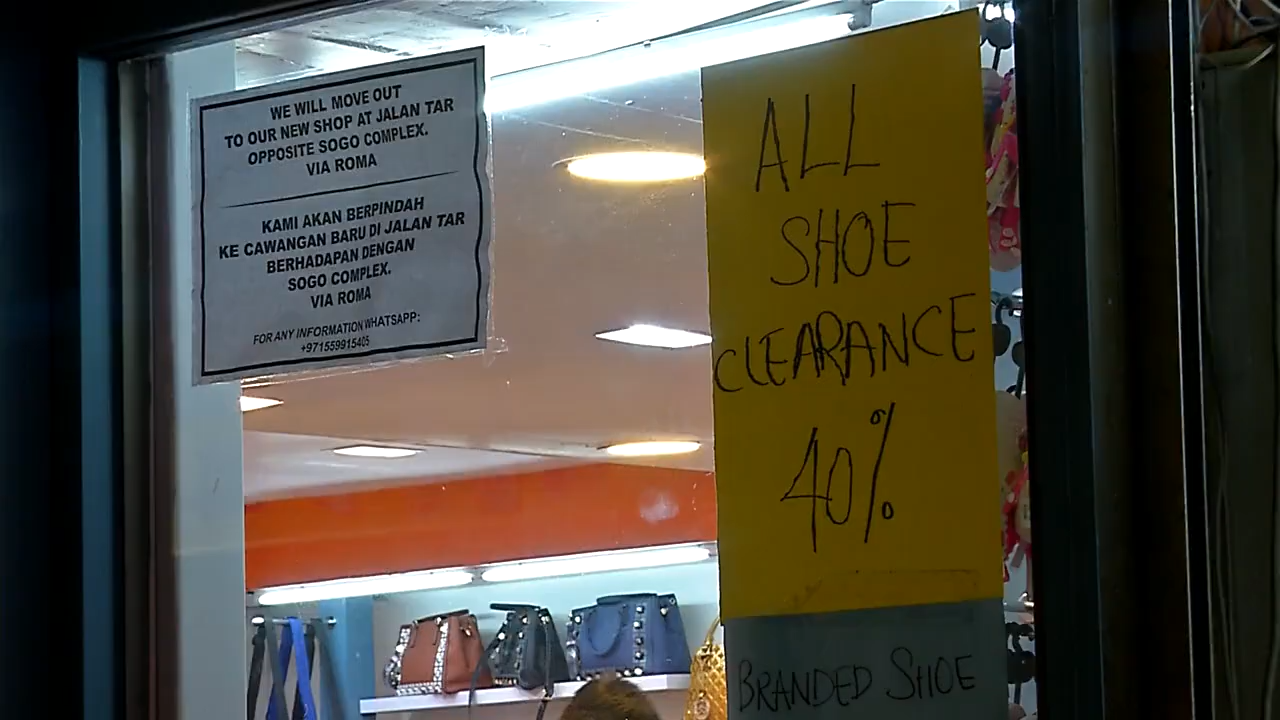 WE WILL MOVE OUT
TO OUR NEW SHOP AT JALAN TAR
OPPOSITE SOGO COMPLEX.
VIA ROMA
KAMI AKAN BERPINDAH
KE CAWANGAN BARU DI JALAN TAR
BERHADAPAN DENGAN
SOGO COMPLEX.
VIA ROMA
FOR ANY INFORMATION WHATSAPP:
+971559915405
ALL
SHOE
CLEARANCE
40%
BRANDED SHOE